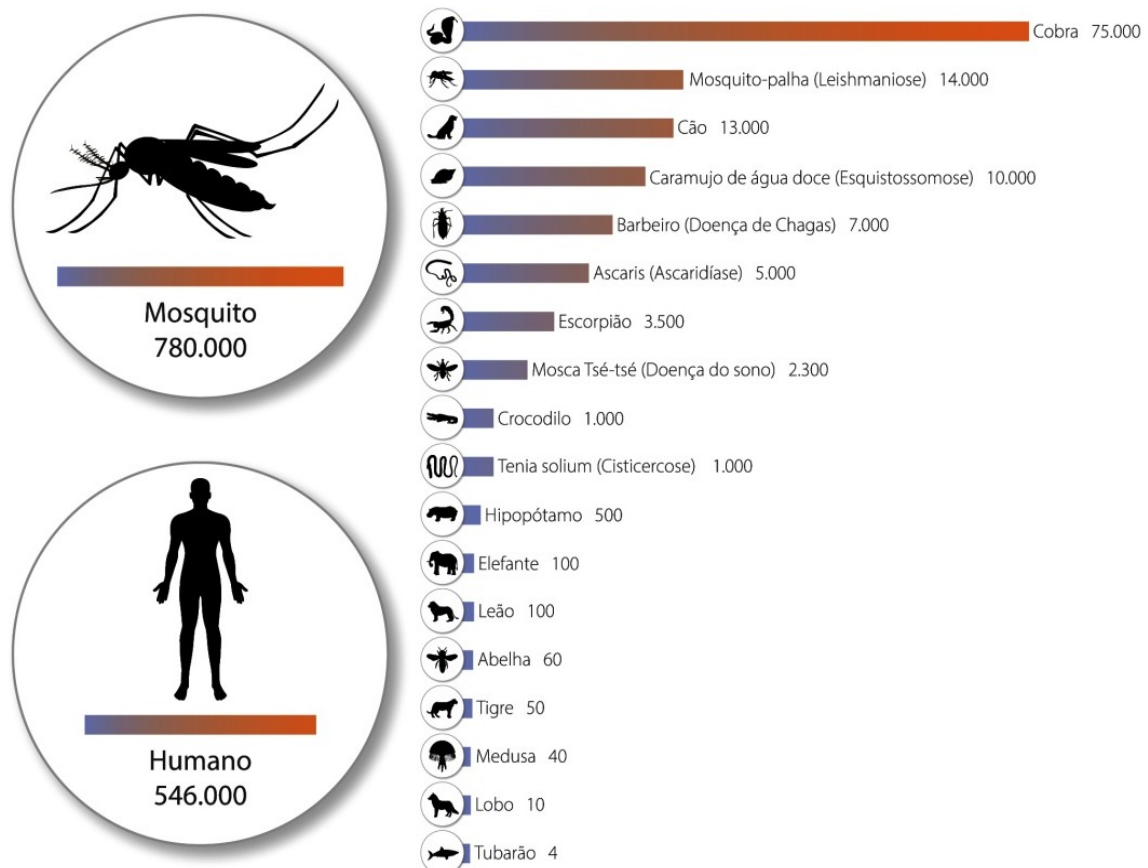 Mosquito
780.000
Humano
546.000
Cobra 75.000
Mosquito-palha (Leishmaniose) 14.000
Cão 13.000
Caramujo de água doce (Esquistossomose) 10.000
Barbeiro (Doença de Chagas) 7.000
Ascaris (Ascaridíase) 5.000
Escorpião 3.500
Mosca Tsé-tsé (Doença do sono) 2.300
Crocodilo 1.000
Tenia solium (Cisticercose) 1.000
Hipopótamo 500
Elefante 100
Leão 100
Abelha 60
Tigre 50
Medusa 40
Lobo 10
Tubarão 4